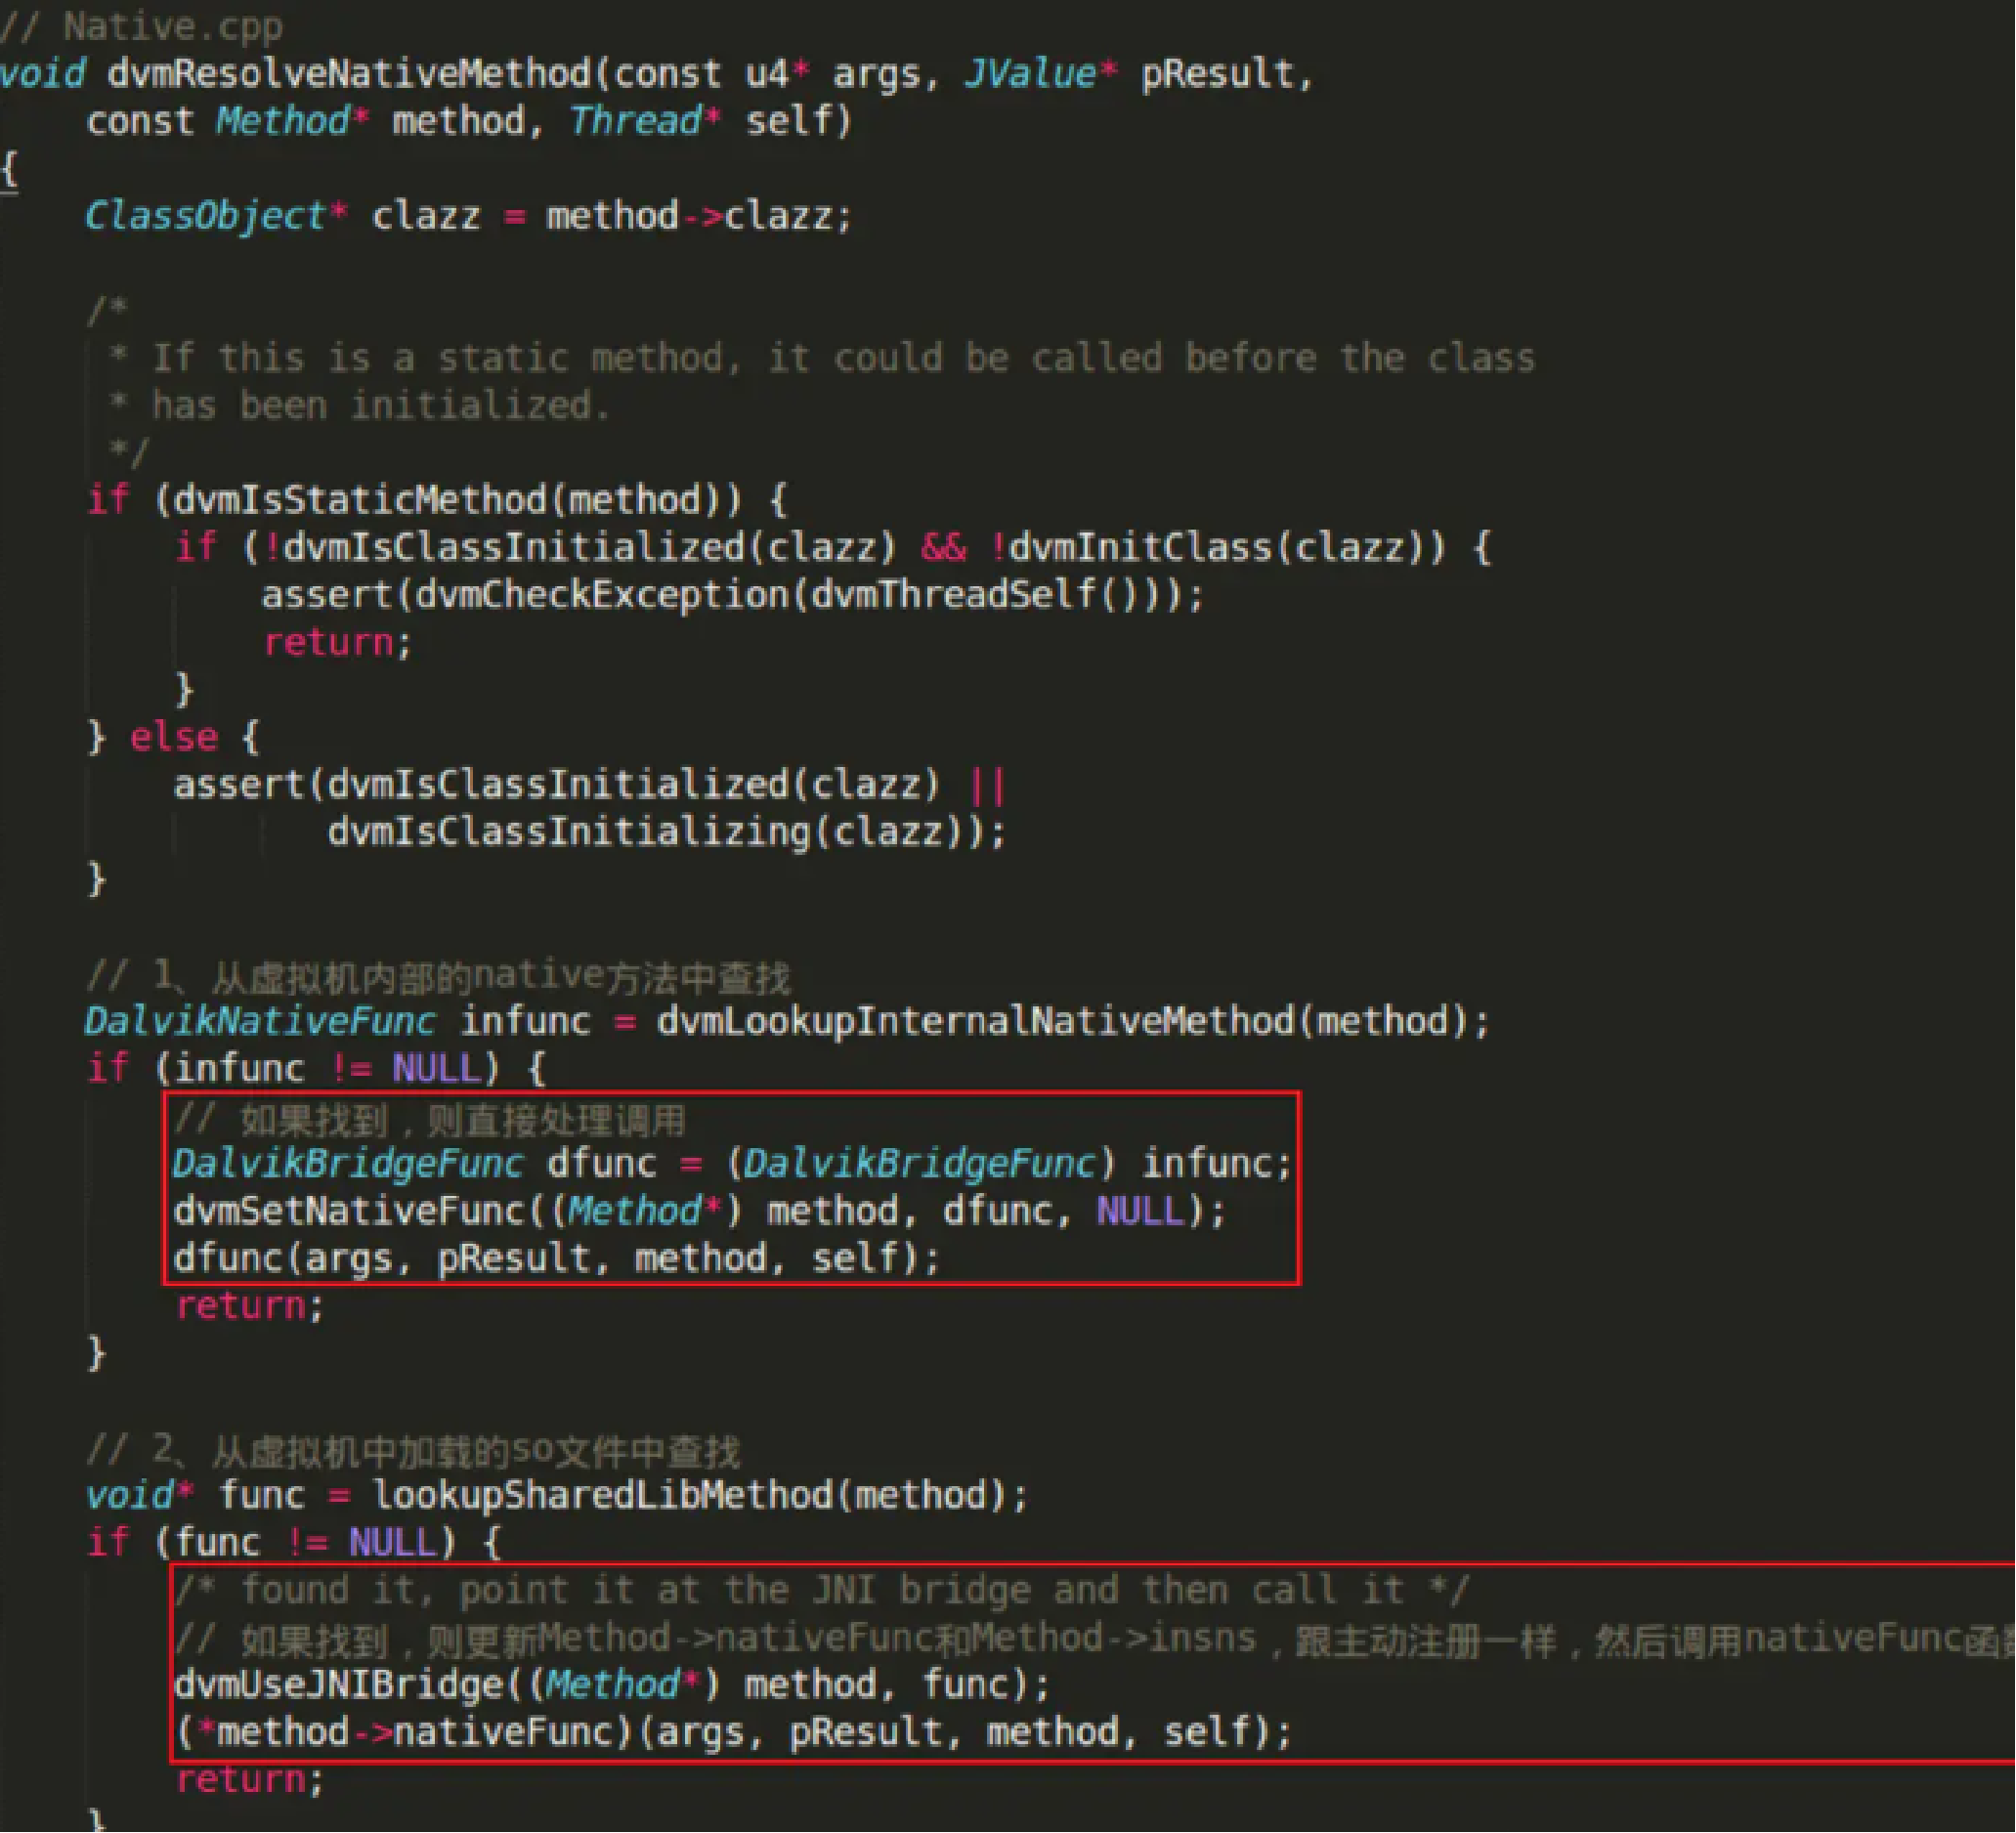 // Native.cpp
void dvmResolveNativeMethod(const u4* args, JValue* pResult,
    const Method* method, Thread* self)
{
    ClassObject* clazz = method->clazz;
    /*
     * If this is a static method, it could be called before the class
     * has been initialized.
     */
    if (dvmIsStaticMethod(method)) {
        if (!dvmIsClassInitialized(clazz) && !dvmInitClass(clazz)) {
            assert(dvmCheckException(dvmThreadSelf()));
            return;
        }
    } else {
        assert(dvmIsClassInitialized(clazz) ||
               dvmIsClassInitializing(clazz));
    }
    // 1、从虚拟机内部的native方法中查找
    DalvikNativeFunc infunc = dvmLookupInternalNativeMethod(method);
    if (infunc != NULL) {
        // 如果找到，则直接处理调用
        DalvikBridgeFunc dfunc = (DalvikBridgeFunc) infunc;
        dvmSetNativeFunc((Method*) method, dfunc, NULL);
        dfunc(args, pResult, method, self);
        return;
    }
    // 2、从虚拟机中加载的so文件中查找
    void* func = lookupSharedLibMethod(method);
    if (func != NULL) {
        /* found it, point it at the JNI bridge and then call it */
        // 如果找到，则更新Method->nativeFunc和Method->insns，跟主动注册一样，然后调用nativeFunc函
        dvmUseJNIBridge((Method*) method, func);
        (*method->nativeFunc)(args, pResult, method, self);
        return;
    }